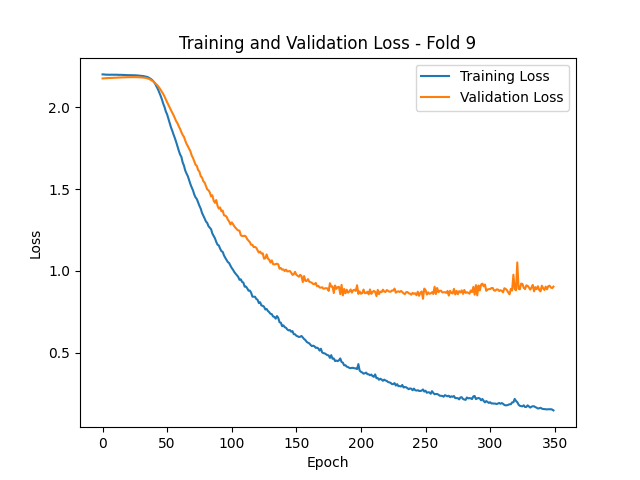 Training and Validation Loss - Fold 9
Training Loss
Validation Loss
Loss
2.0
1.5
1.0
0.5
0 50 100 150 200 250 300 350
Epoch